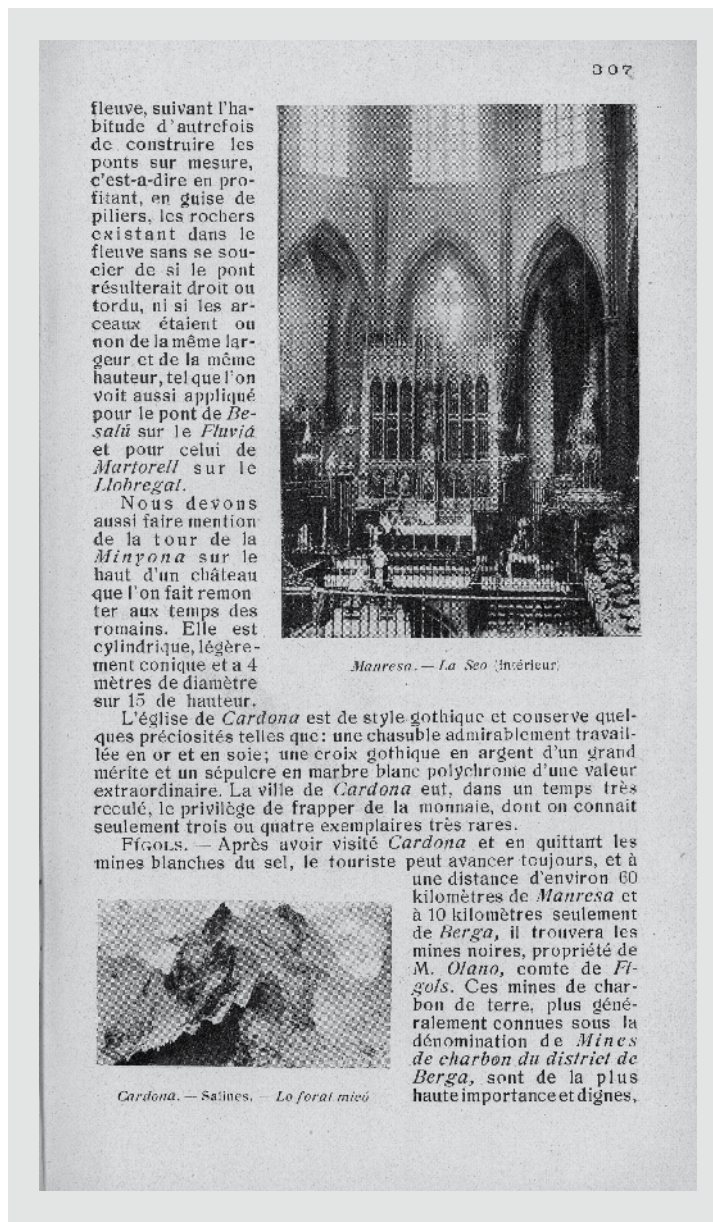 307
fleuve, suivant l'ha-
bitude d'autrefois
de construire les
ponts sur mesure,
c'est-a-dire en pro-
fitant, en guise de
piliers, les rochers
existant dans le
fleuve sans se sou-
cier de si le pont
résulterait droit ou
tordu, ni si les ar-
ceaux étaient ou
non de la même lar-
geur et de la même
hauteur, tel que l'on
voit aussi appliqué
pour le pont de Be-
salú sur le Fluviá
et pour celui de
Martorell sur le
Llobregat.
Nous devons
aussi faire mention
de la tour de la
Minyona sur le
haut d'un château
que l'on fait remon
ter aux temps des
romains. Elle est
cylindrique, légère-
ment conique et a 4
mètres de diamètre
sur 15 de hauteur.
Manresa. — La Seo (intérieur)
L'église de Cardona est de style gothique et conserve quel-
ques préciosités telles que: une chasuble admirablement travail-
lée en or et en soie; une croix gothique en argent d'un grand
mérite et un sépulcre en marbre blanc polychrome d'une valeur
extraordinaire. La ville de Cardona eut, dans un temps très
reculé, le privilège de frapper de la monnaie, dont on connait
seulement trois ou quatre exemplaires très rares.
FÍGOLS. — Après avoir visité Cardona et en quittant les
mines blanches du sel, le touriste peut avancer toujours, et à
une distance d'environ 60
kilomètres de Manresa et
à 10 kilomètres seulement
de Berga, il trouvera les
mines noires, propriété de
M. Olano, comte de Fí-
gols. Ces mines de char-
bon de terre, plus géné-
ralement connues sous la
dénomination de Mines
de charbon du district de
Berga, sont de la plus
haute importance et dignes,
Cardona. — Salines. — Lo forat micó